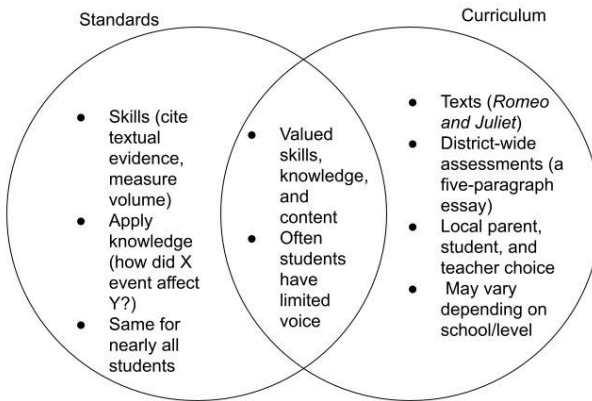 Standards
Curriculum
● Skills (cite
textual
evidence,
measure
volume)
● Apply
knowledge
(how did X
event affect
Y?)
● Same for
nearly all
students
● Valued
skills,
knowledge,
and
content
● Often
students
have
limited
voice
● Texts (Romeo
and Juliet)
● District-wide
assessments (a
five-paragraph
essay)
● Local parent,
student, and
teacher choice
● May vary
depending on
school/level